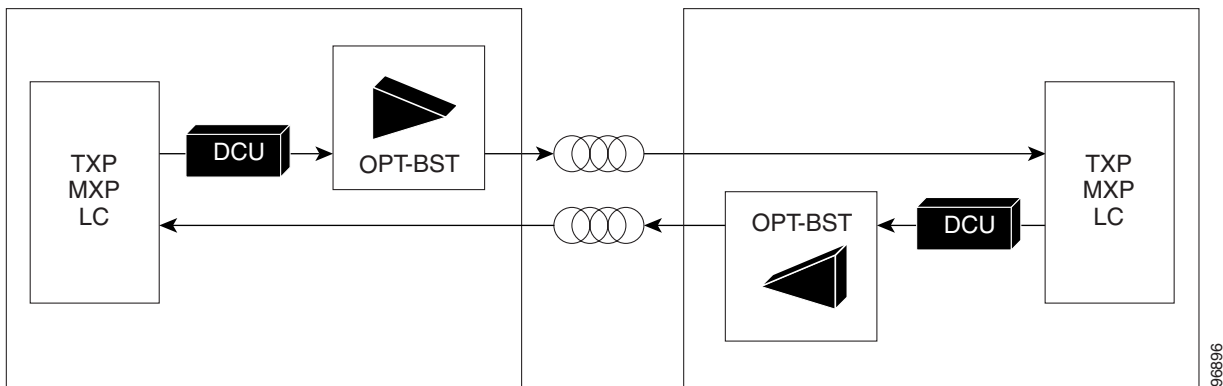 TXP
MXP
LC
DCU
OPT-BST
OPT-BST
DCU
TXP
MXP
LC
96896